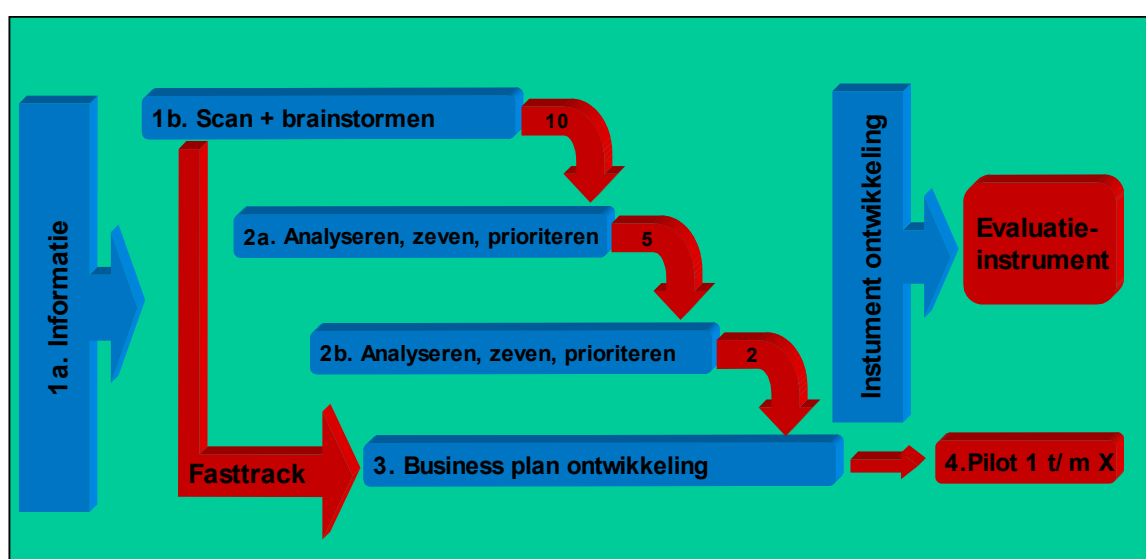 1a. Informatie
1b. Scan + brainstormen
10
2a. Analyseren, zeven, prioriteren
5
2b. Analyseren, zeven, prioriteren
2
Fasttrack
3. Business plan ontwikkeling
Instument ontwikkeling
Evaluatie-
instrument
4.Pilot 1 t/ m X